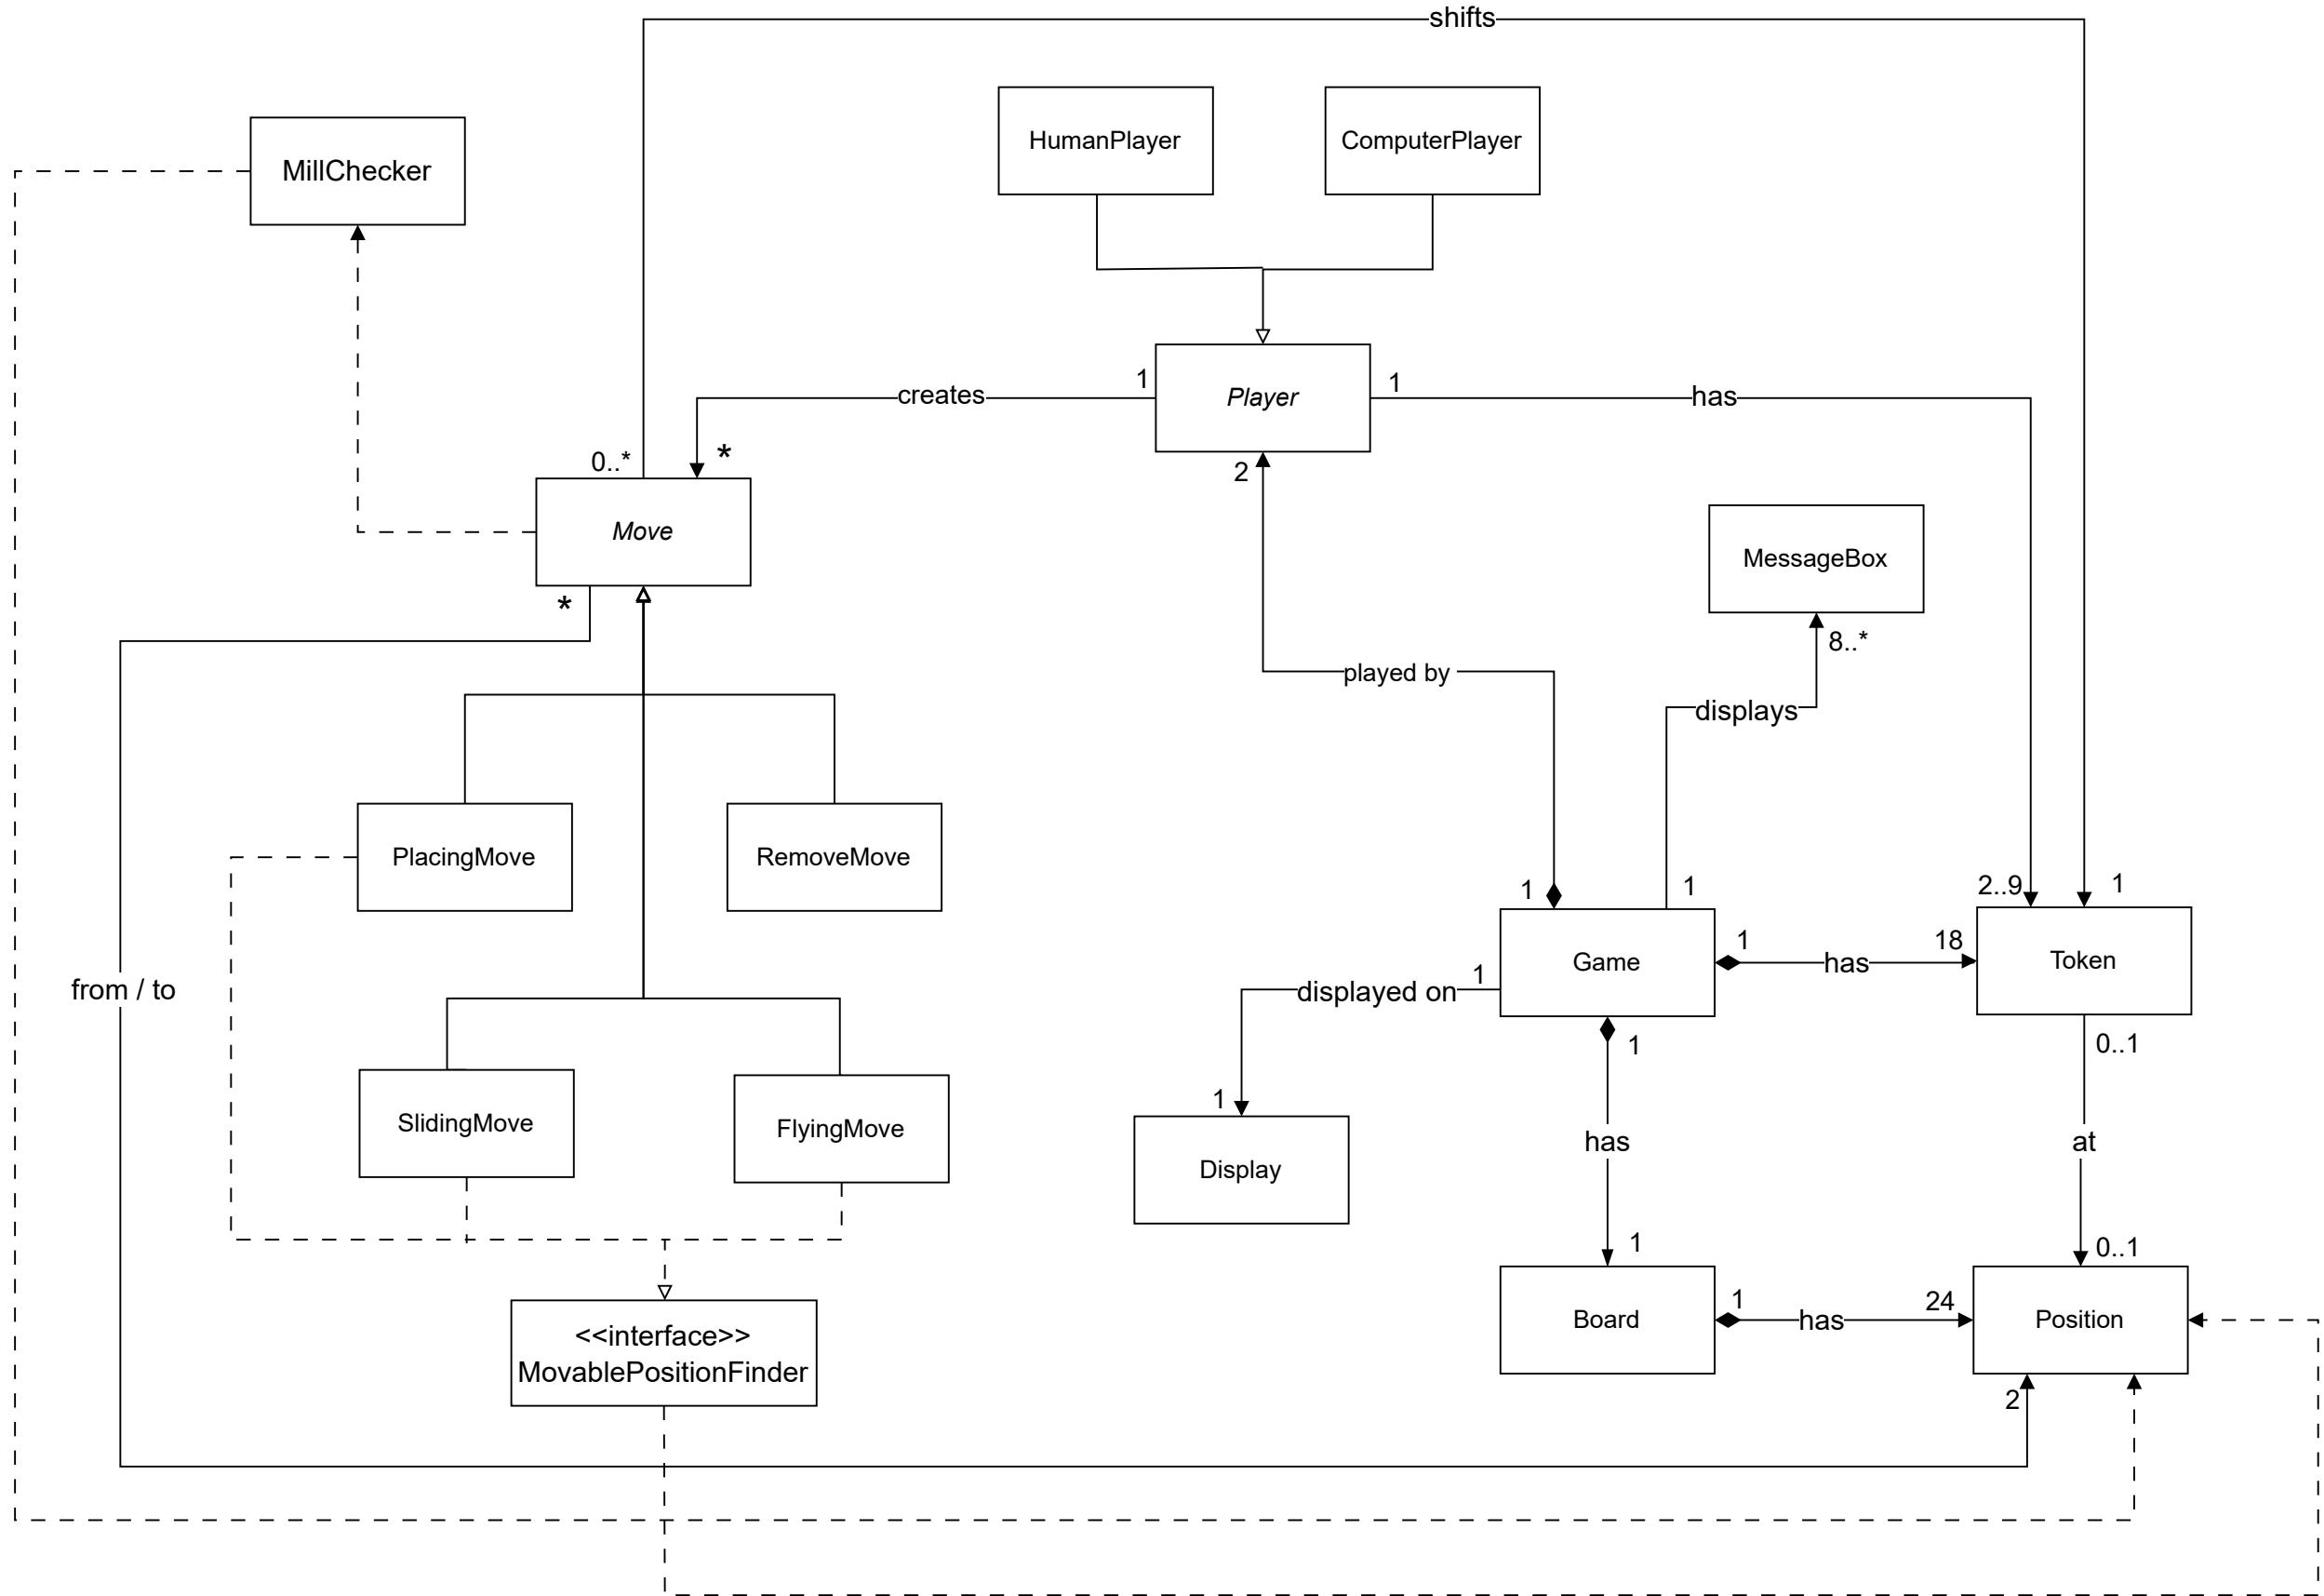 shifts
HumanPlayer
ComputerPlayer
MillChecker
Player
1
1
creates
has
2
0..*
*
Move
*
MessageBox
8..*
played by
displays
PlacingMove
RemoveMove
1
1
2..9
1
Game
1
has
18
Token
from / to
displayed on
1
1
1
0..1
SlidingMove
FlyingMove
Display
has
at
1
0..1
<<interface>>
MovablePositionFinder
Board
1
has
24
Position
2